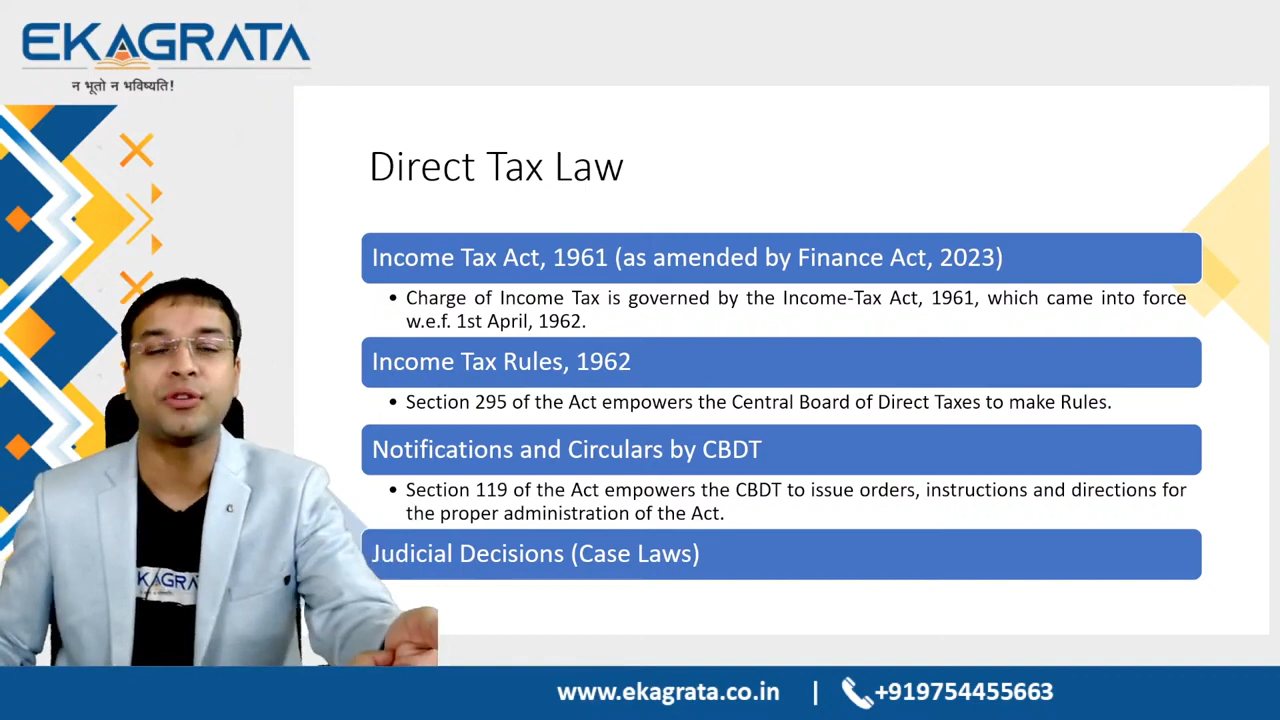 EKAGRATA
न भूतो न भविष्यति!
Direct Tax Law
Income Tax Act, 1961 (as amended by Finance Act, 2023)
• Charge of Income Tax is governed by the Income-Tax Act, 1961, which came into force
w.e.f. 1st April, 1962.
Income Tax Rules, 1962
• Section 295 of the Act empowers the Central Board of Direct Taxes to make Rules.
Notifications and Circulars by CBDT
• Section 119 of the Act empowers the CBDT to issue orders, instructions and directions for
the proper administration of the Act.
Judicial Decisions (Case Laws)
KAGRA
www.ekagrata.co.in | +919754455663